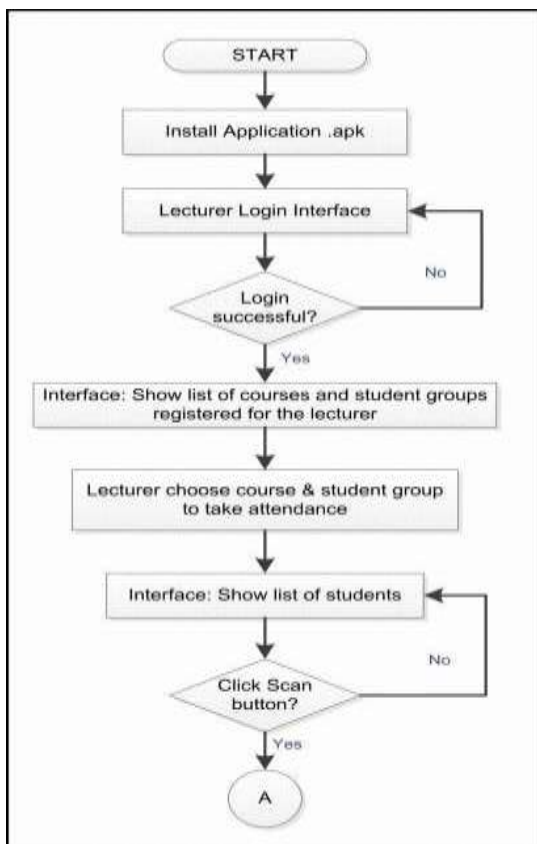 START
Install Application .apk
Lecturer Login Interface
No
Login
successful?
Yes
Interface: Show list of courses and student groups
registered for the lecturer
Lecturer choose course & student group
to take attendance
Interface: Show list of students
No
Click Scan
button?
Yes
A